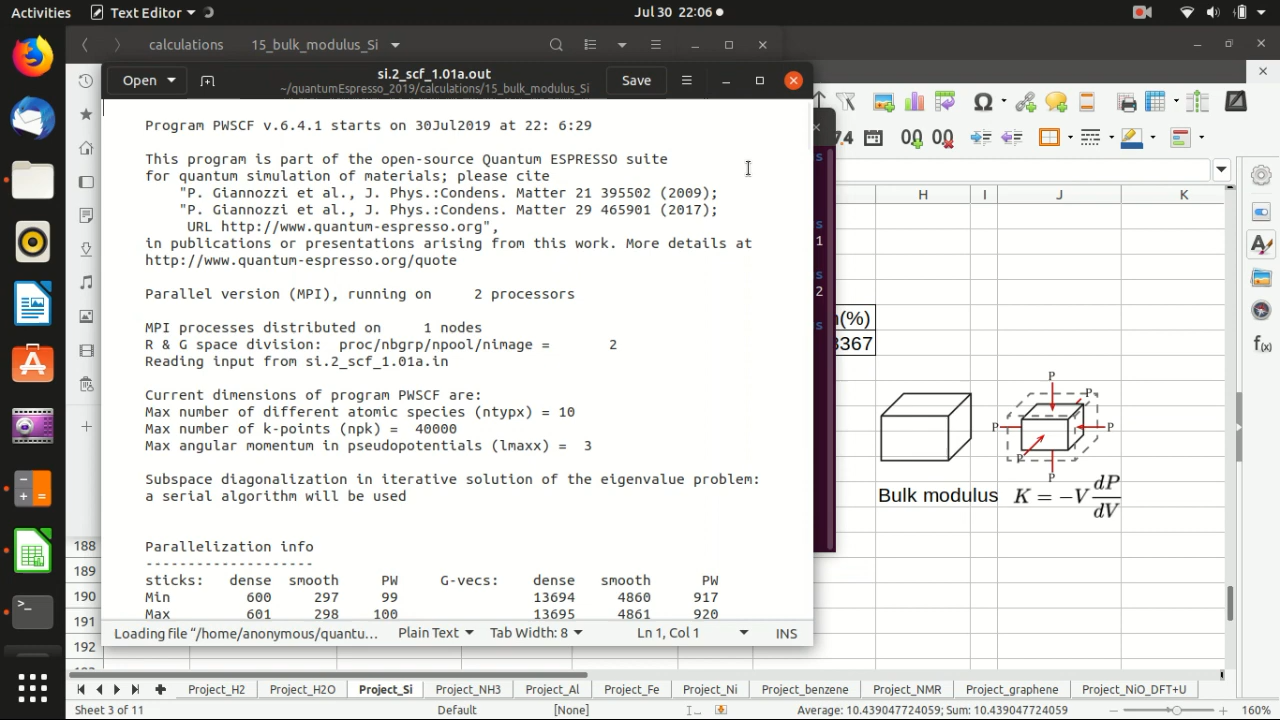 Activities Text Editor Jul 30 22:06
calculations 15_bulk_modulus_Si
Open si.2_scf_1.01a.out Save
~/quantumEspresso_2019/calculations/15_bulk_modulus_Si
Program PWSCF v.6.4.1 starts on 30Jul2019 at 22: 6:29
This program is part of the open-source Quantum ESPRESSO suite
for quantum simulation of materials; please cite
"P. Giannozzi et al., J. Phys.:Condens. Matter 21 395502 (2009);
"P. Giannozzi et al., J. Phys.:Condens. Matter 29 465901 (2017);
URL http://www.quantum-espresso.org",
in publications or presentations arising from this work. More details at
http://www.quantum-espresso.org/quote
Parallel version (MPI), running on 2 processors
MPI processes distributed on 1 nodes
R & G space division: proc/nbgrp/npool/nimage = 2
Reading input from si.2_scf_1.01a.in
Current dimensions of program PWSCF are:
Max number of different atomic species (ntypx) = 10
Max number of k-points (npk) = 40000
Max angular momentum in pseudopotentials (lmaxx) = 3
Subspace diagonalization in iterative solution of the eigenvalue problem:
a serial algorithm will be used
Parallelization info
--------------------
sticks: dense smooth PW G-vecs: dense smooth PW
Min 600 297 99 13694 4860 917
Max 601 298 100 13695 4861 920
Loading file “/home/anonymous/quantu... Plain Text Tab Width: 8 Ln 1, Col 1 INS
s
s
1
s
2
s
7.4 00 00
H I J K
(%)
3367
P
P
P P
P
P
Bulk modulus K = −V dP/dV
188
189
190
191
192
Project_H2 Project_H2O Project_Si Project_NH3 Project_Al Project_Fe Project_Ni Project_benzene Project_NMR Project_graphene Project_NiO_DFT+U
Sheet 3 of 11 Default [None] Average: 10.439047724059; Sum: 10.439047724059 160%